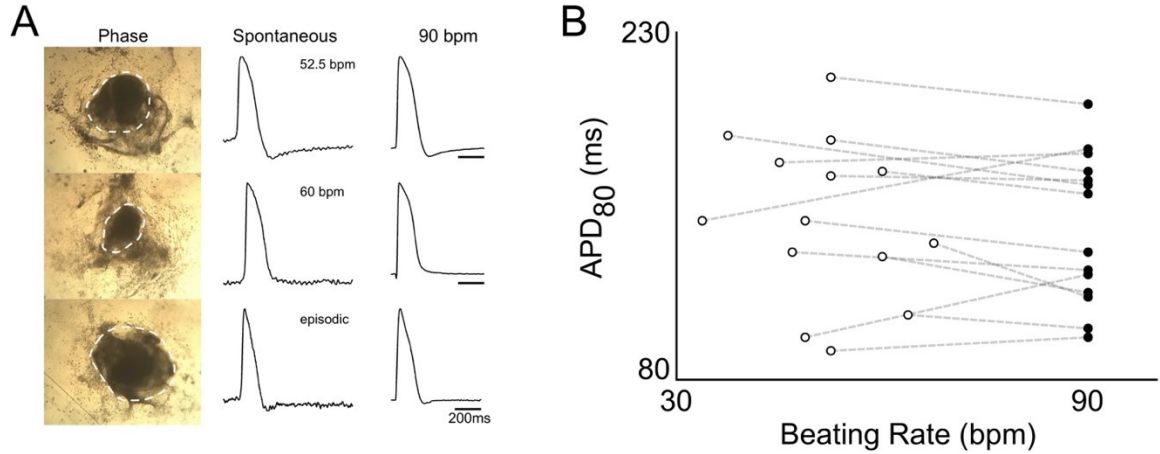 A
Phase
Spontaneous
90 bpm
52.5 bpm
60 bpm
episodic
200ms
B
230
80
APD80 (ms)
30
90
Beating Rate (bpm)